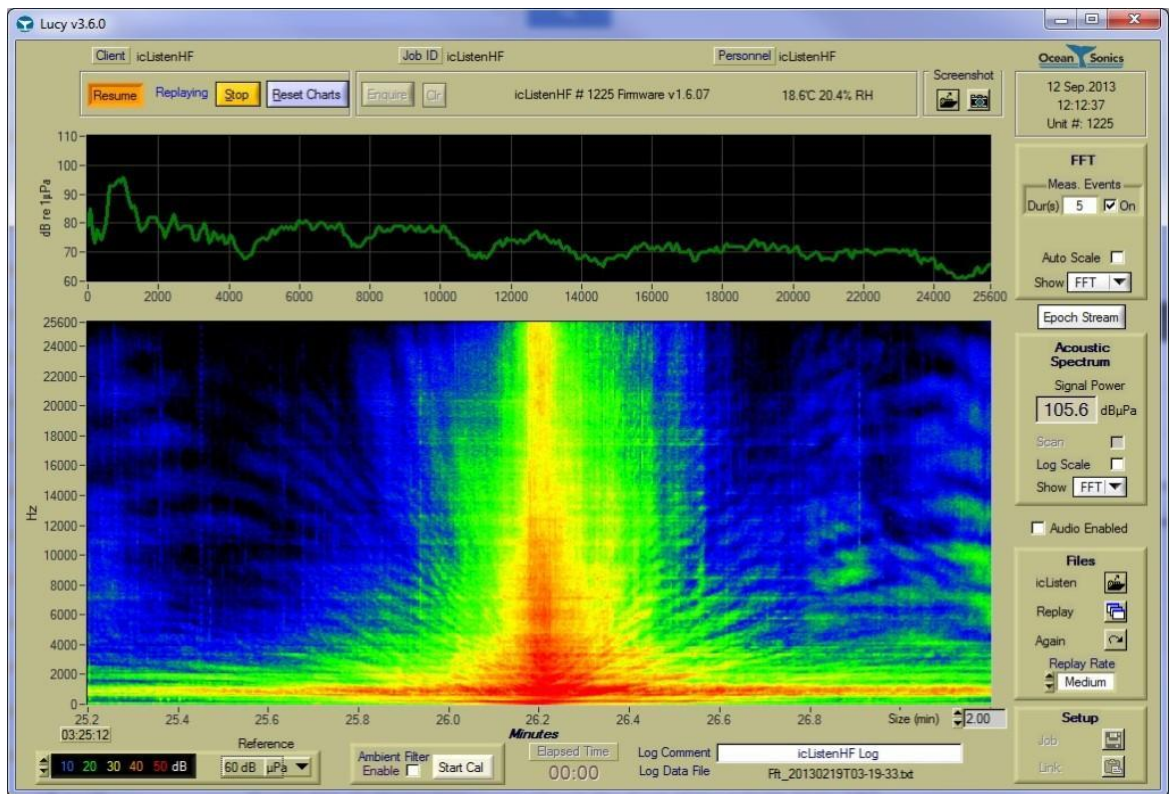 Lucy v3.6.0
Client icListenHF Job ID icListenHF Personnel icListenHF
Ocean Sonics
Resume Replaying Stop Reset Charts Enquire Clr icListenHF # 1225 Firmware v1.6.07 18.6°C 20.4% RH Screenshot
12 Sep.2013
12:12:37
Unit #: 1225
110
100
90
80
70
60
dB re 1µPa
0 2000 4000 6000 8000 10000 12000 14000 16000 18000 20000 22000 24000 25600
FFT
Meas. Events
Dur(s) 5 On
Auto Scale
Show FFT
Epoch Stream
25600
24000
22000
20000
18000
16000
14000
12000
10000
8000
6000
4000
2000
0
Hz
25.2 25.4 25.6 25.8 26.0 26.2 26.4 26.6 26.8 Size (min) 2.00
03:25:12
Minutes
Acoustic
Spectrum
Signal Power
105.6 dBµPa
Scan
Log Scale
Show FFT
Audio Enabled
Files
icListen
Replay
Again
Replay Rate
Medium
Setup
Job
Link
10 20 30 40 50 dB
Reference
60 dB µPa
Ambient Filter
Enable Start Cal
Elapsed Time
00:00
Log Comment icListenHF Log
Log Data File Fft_20130219T03-19-33.txt